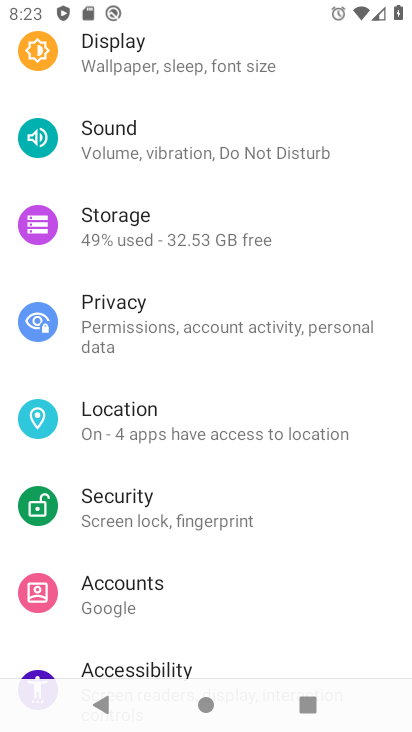 8:23
Display
Wallpaper, sleep, font size
Sound
Volume, vibration, Do Not Disturb
Storage
49% used - 32.53 GB free
Privacy
Permissions, account activity, personal
data
Location
On - 4 apps have access to location
Security
Screen lock, fingerprint
Accounts
Google
Accessibility
Screen readers, display, interaction
controls